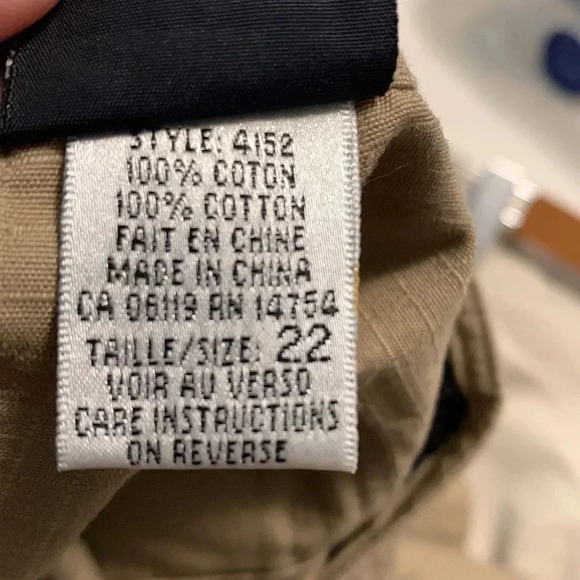 STYLE: 4152
100% COTON
100% COTTON
FAIT EN CHINE
MADE IN CHINA
CA 06119 RN 14754
TAILLE/SIZE: 22
VOIR AU VERSO
CARE INSTRUCTIONS
ON REVERSE